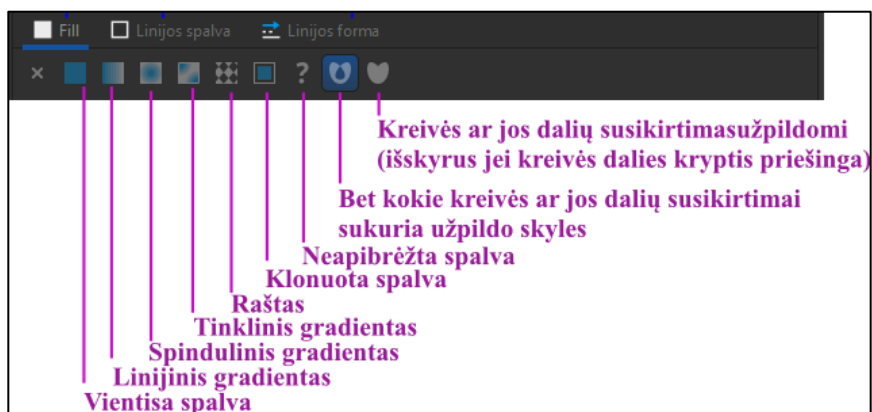 Fill Linijos spalva Linijos forma
× ?
Kreivės ar jos dalių susikirtimasužpildomi
(išskyrus jei kreivės dalies kryptis priešinga)
Bet kokie kreivės ar jos dalių susikirtimai
sukuria užpildo skyles
Neapibrėžta spalva
Klonuota spalva
Raštas
Tinklinis gradientas
Spindulinis gradientas
Linijinis gradientas
Vientisa spalva